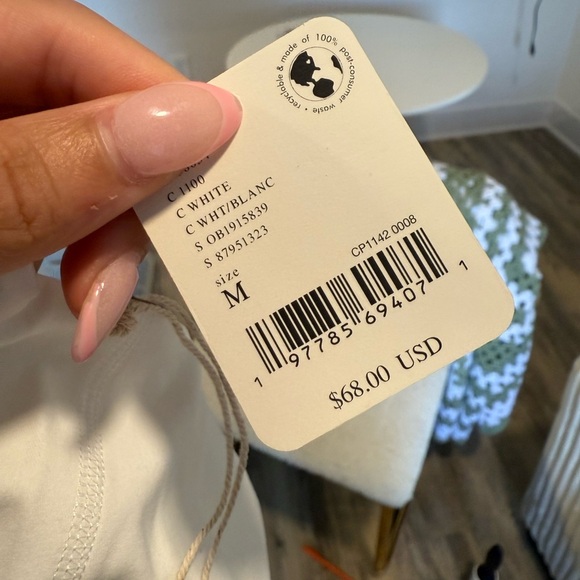 recyclable & made of 100% post-consumer waste •
C 1100
C WHITE
C WHT/BLANC
S OB1915839
S 87951323
size
M
CP1142 0008
1 97785 69407 1
$68.00 USD